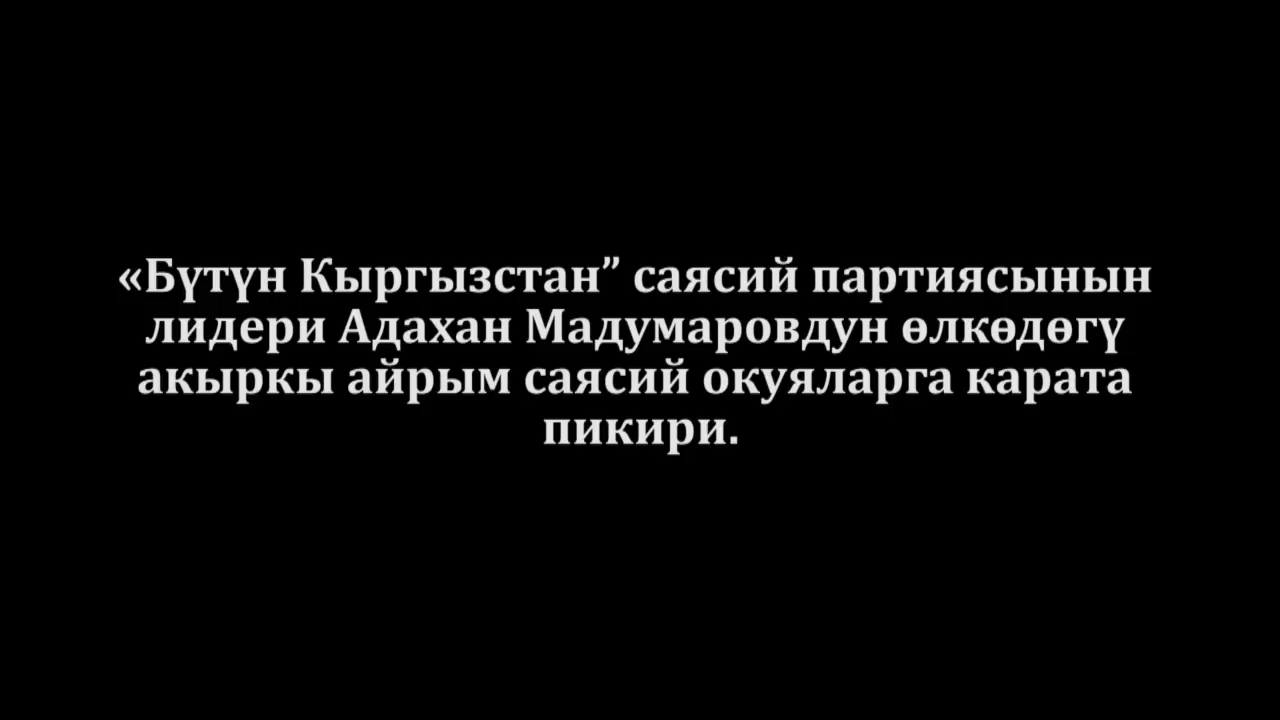 «Бүтүн Кыргызстан” саясий партиясынын
лидери Адахан Мадумаровдун өлкөдөгү
акыркы айрым саясий окуяларга карата
пикири.